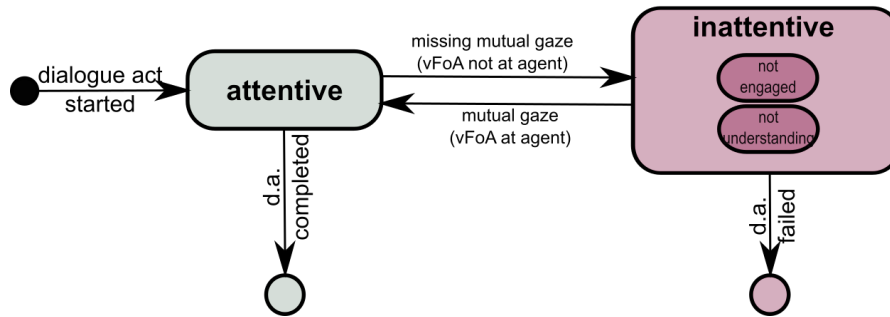 dialogue act
started
attentive
missing mutual gaze
(vFoA not at agent)
mutual gaze
(vFoA at agent)
inattentive
not
engaged
not
understanding
d.a.
completed
d.a.
failed